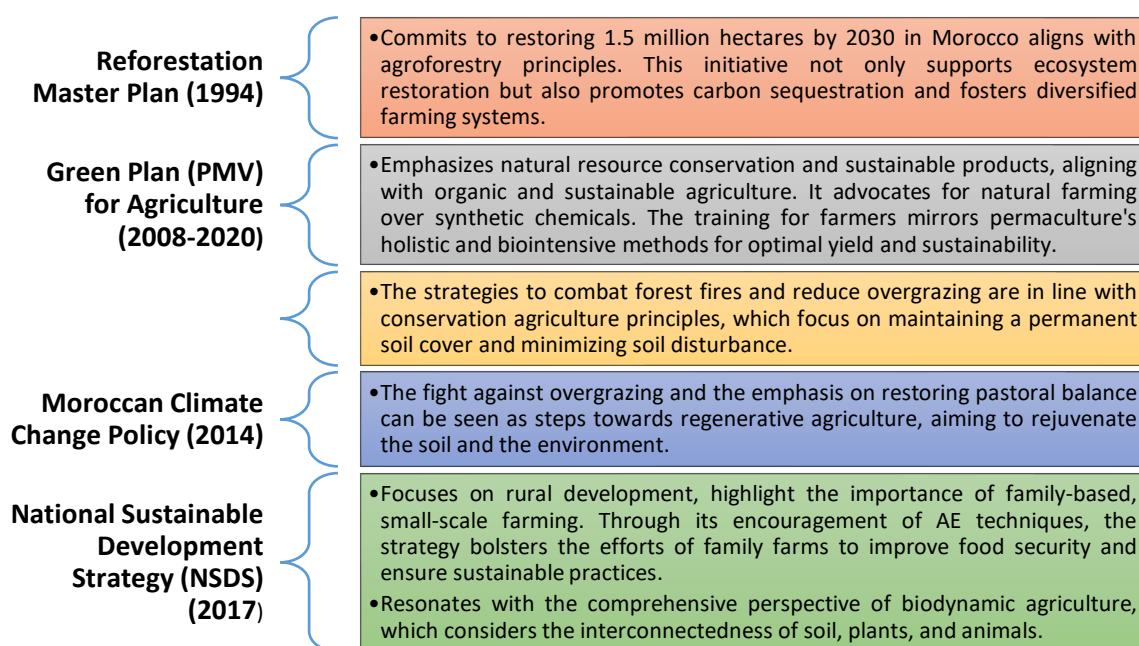 Reforestation
Master Plan (1994)
•Commits to restoring 1.5 million hectares by 2030 in Morocco aligns with
agroforestry principles. This initiative not only supports ecosystem
restoration but also promotes carbon sequestration and fosters diversified
farming systems.
Green Plan (PMV)
for Agriculture
(2008-2020)
•Emphasizes natural resource conservation and sustainable products, aligning
with organic and sustainable agriculture. It advocates for natural farming
over synthetic chemicals. The training for farmers mirrors permaculture's
holistic and biointensive methods for optimal yield and sustainability.
•The strategies to combat forest fires and reduce overgrazing are in line with
conservation agriculture principles, which focus on maintaining a permanent
soil cover and minimizing soil disturbance.
Moroccan Climate
Change Policy (2014)
•The fight against overgrazing and the emphasis on restoring pastoral balance
can be seen as steps towards regenerative agriculture, aiming to rejuvenate
the soil and the environment.
National Sustainable
Development
Strategy (NSDS)
(2017)
•Focuses on rural development, highlight the importance of family-based,
small-scale farming. Through its encouragement of AE techniques, the
strategy bolsters the efforts of family farms to improve food security and
ensure sustainable practices.
•Resonates with the comprehensive perspective of biodynamic agriculture,
which considers the interconnectedness of soil, plants, and animals.